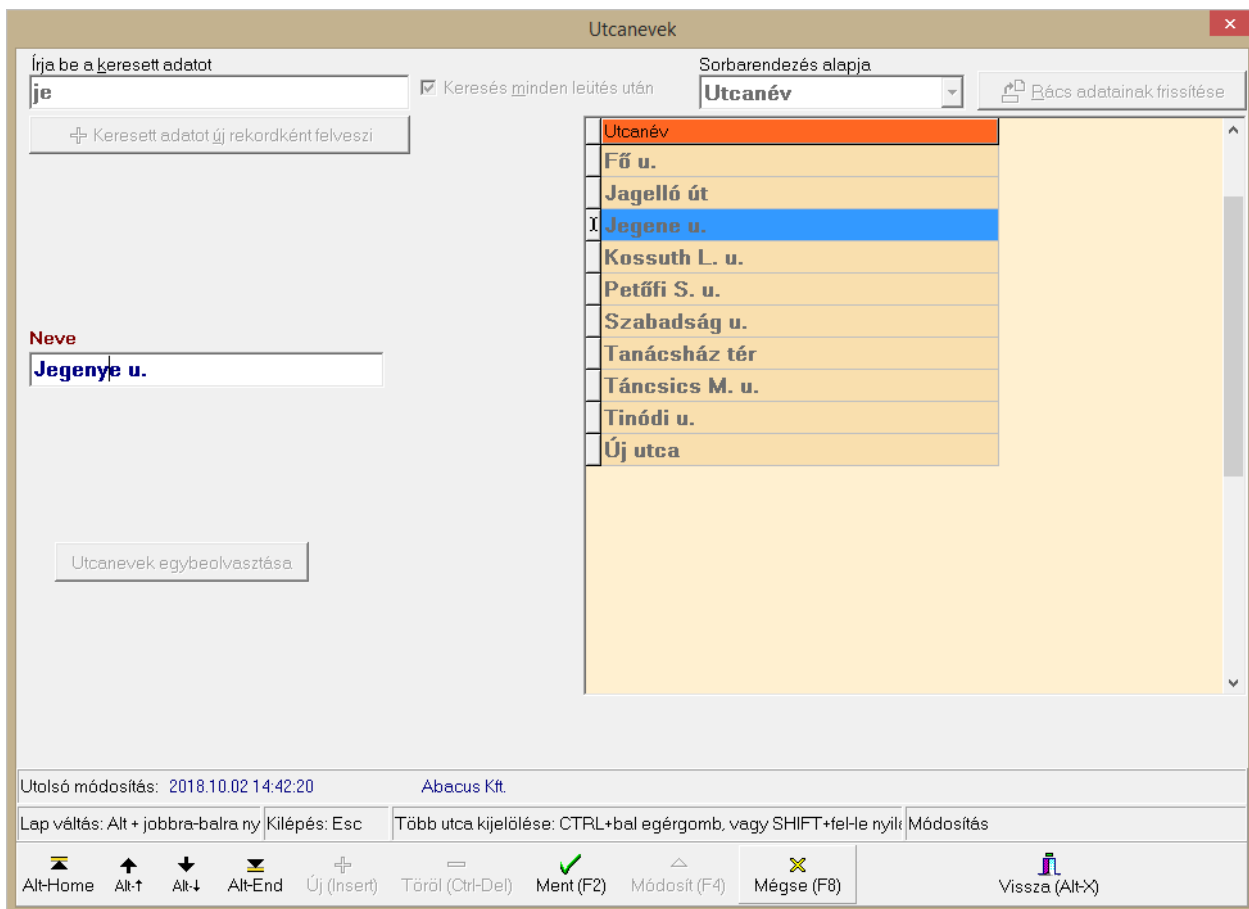 Utcanevek
Írja be a keresett adatot
je
Keresés minden leütés után
Sorbarendezés alapja
Utcanév
Rács adatainak frissítése
Keresett adatot új rekordként felveszi
Utcanév
Fő u.
Jagelló út
Jegene u.
Kossuth L. u.
Petőfi S. u.
Szabadság u.
Tanácsház tér
Táncsics M. u.
Tinódi u.
Új utca
Neve
Jegenye u.
Utcanevek egybeolvasztása
Utolsó módosítás: 2018.10.02 14:42:20 Abacus Kft.
Lap váltás: Alt + jobbra-balra ny Kilépés: Esc Több utca kijelölése: CTRL+bal egérgomb, vagy SHIFT+fel-le nyila Módosítás
Alt-Home Alt-↑ Alt-↓ Alt-End Új (Insert) Töröl (Ctrl-Del) Ment (F2) Módosít (F4) Mégse (F8) Vissza (Alt-X)